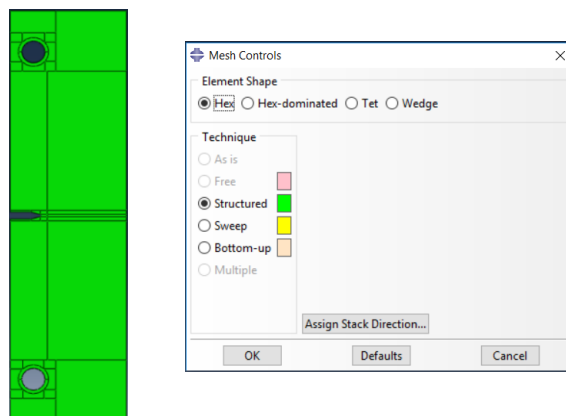 Mesh Controls
Element Shape
Hex Hex-dominated Tet Wedge
Technique
As is
Free
Structured
Sweep
Bottom-up
Multiple
Assign Stack Direction...
OK Defaults Cancel